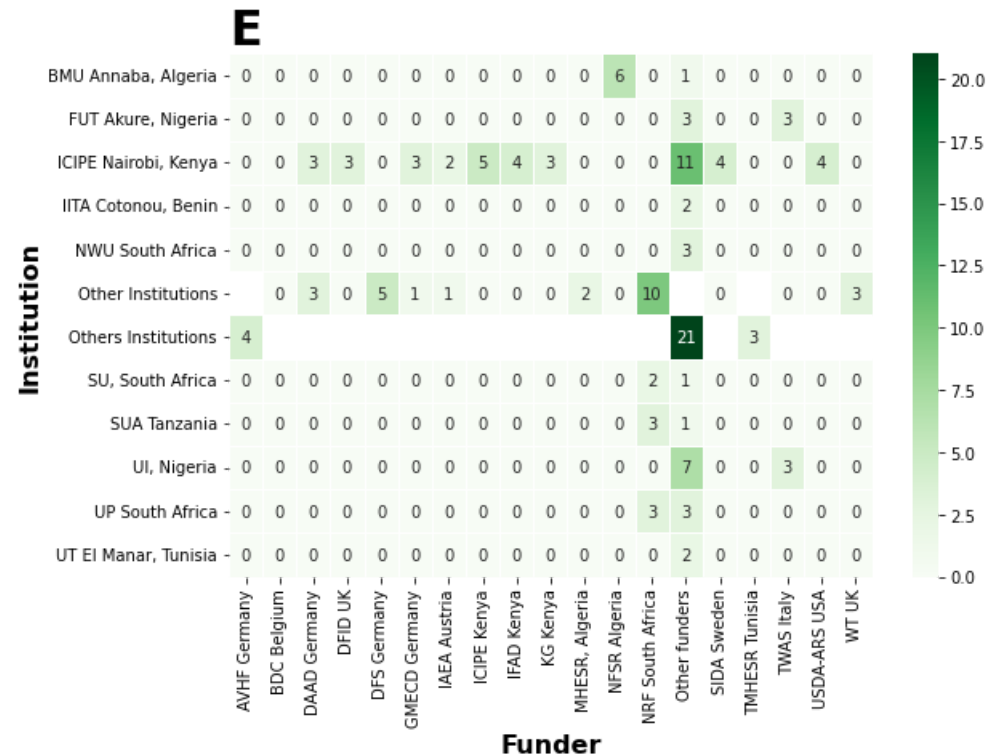 E
BMU Annaba, Algeria 0 0 0 0 0 0 0 0 0 0 0 6 0 1 0 0 0 0 0
FUT Akure, Nigeria 0 0 0 0 0 0 0 0 0 0 0 0 0 3 0 0 3 0 0
ICIPE Nairobi, Kenya 0 0 3 3 0 3 2 5 4 3 0 0 0 11 4 0 0 4 0
IITA Cotonou, Benin 0 0 0 0 0 0 0 0 0 0 0 0 0 2 0 0 0 0 0
NWU South Africa 0 0 0 0 0 0 0 0 0 0 0 0 0 3 0 0 0 0 0
Other Institutions 0 3 0 5 1 1 0 0 0 2 0 10 0 0 0 3
Others Institutions 4 21 3
SU, South Africa 0 0 0 0 0 0 0 0 0 0 0 0 2 1 0 0 0 0 0
SUA Tanzania 0 0 0 0 0 0 0 0 0 0 0 0 3 1 0 0 0 0 0
UI, Nigeria 0 0 0 0 0 0 0 0 0 0 0 0 0 7 0 0 3 0 0
UP South Africa 0 0 0 0 0 0 0 0 0 0 0 0 3 3 0 0 0 0 0
UT EI Manar, Tunisia 0 0 0 0 0 0 0 0 0 0 0 0 0 2 0 0 0 0 0
Institution
AVHF Germany
BDC Belgium
DAAD Germany
DFID UK
DFS Germany
GMECD Germany
IAEA Austria
ICIPE Kenya
IFAD Kenya
KG Kenya
MHESR, Algeria
NFSR Algeria
NRF South Africa
Other funders
SIDA Sweden
TMHESR Tunisia
TWAS Italy
USDA-ARS USA
WT UK
Funder
20.0
17.5
15.0
12.5
10.0
7.5
5.0
2.5
0.0